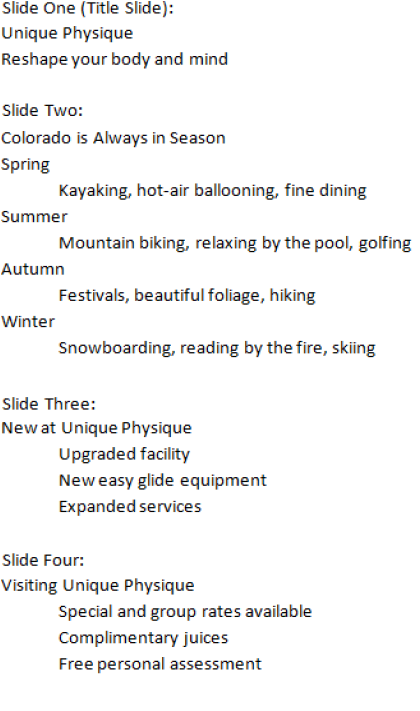 Slide One (Title Slide):
Unique Physique
Reshape your body and mind
Slide Two:
Colorado is Always in Season
Spring
Kayaking, hot-air ballooning, fine dining
Summer
Mountain biking, relaxing by the pool, golfing
Autumn
Festivals, beautiful foliage, hiking
Winter
Snowboarding, reading by the fire, skiing
Slide Three:
New at Unique Physique
Upgraded facility
New easy glide equipment
Expanded services
Slide Four:
Visiting Unique Physique
Special and group rates available
Complimentary juices
Free personal assessment